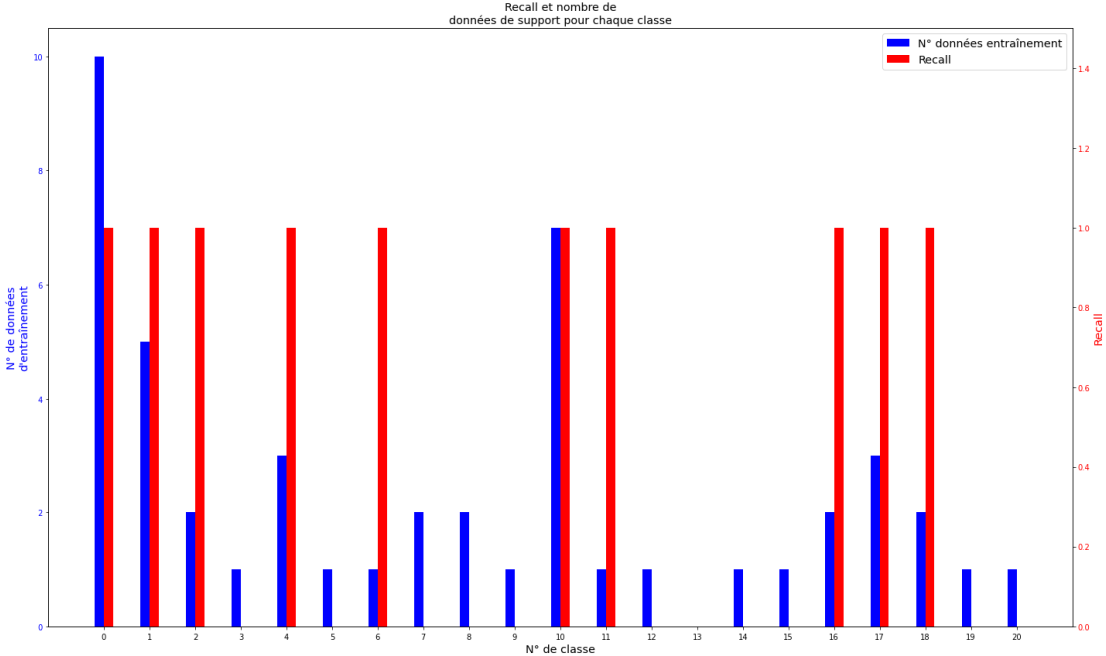 Recall et nombre de
données de support pour chaque classe
N° données entraînement
Recall
N° de données
d'entraînement
10
8
6
4
2
0
1.4
1.2
1.0
0.8
0.6
0.4
0.2
0.0
Recall
0 1 2 3 4 5 6 7 8 9 10 11 12 13 14 15 16 17 18 19 20
N° de classe